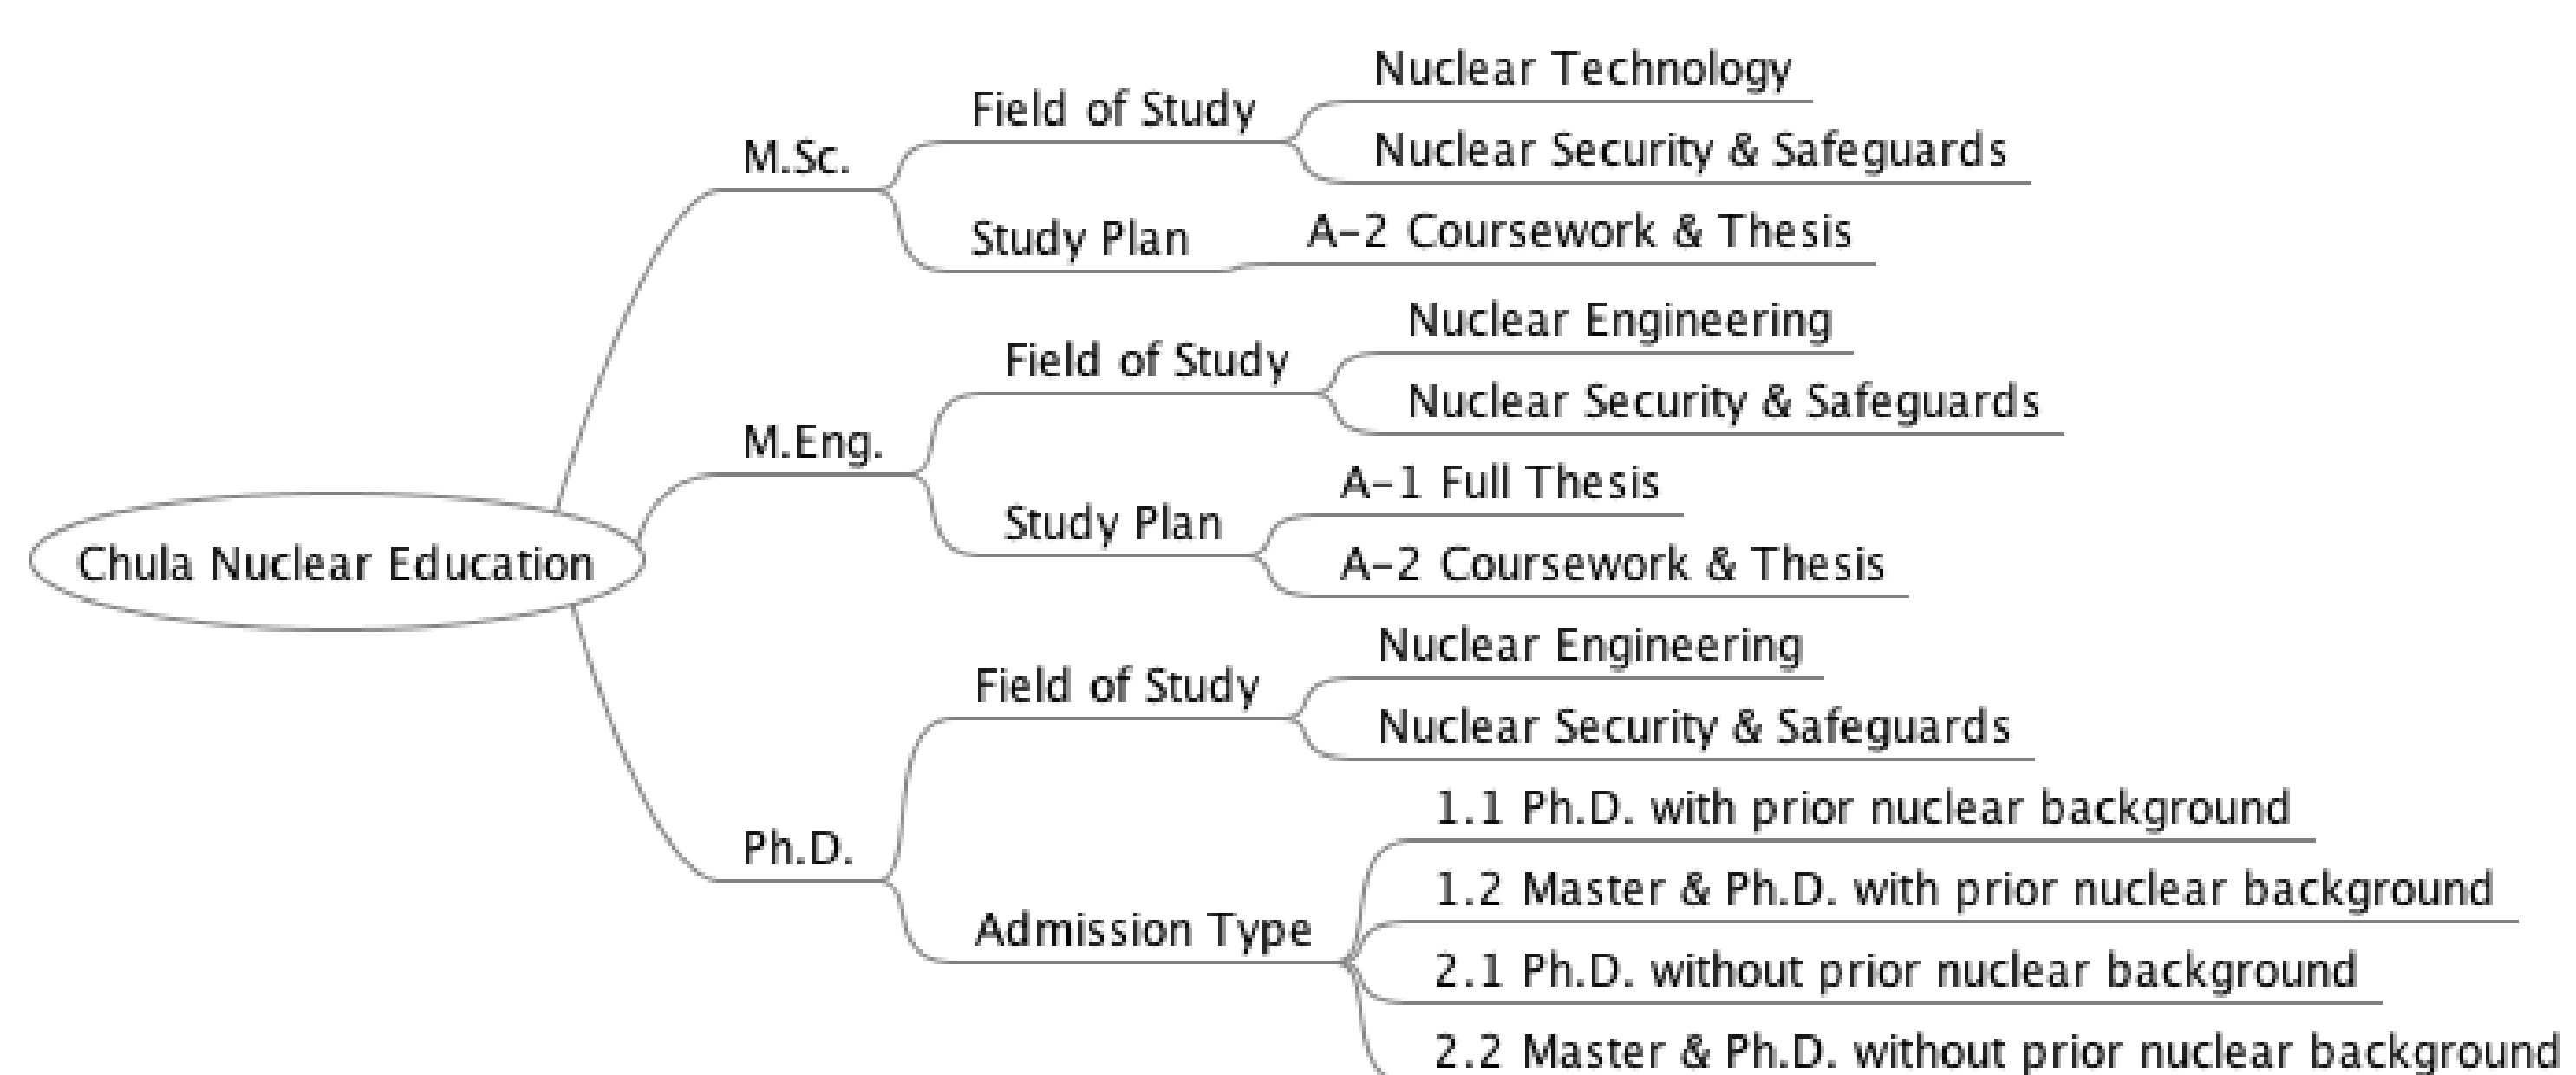 Nuclear Technology
Field of Study
Nuclear Security & Safeguards
M.Sc.
Study Plan
A-2 Coursework & Thesis
Nuclear Engineering
Field of Study
Nuclear Security & Safeguards
M.Eng.
A-1 Full Thesis
Study Plan
A-2 Coursework & Thesis
Chula Nuclear Education
Nuclear Engineering
Field of Study
Nuclear Security & Safeguards
Ph.D.
1.1 Ph.D. with prior nuclear background
1.2 Master & Ph.D. with prior nuclear background
Admission Type
2.1 Ph.D. without prior nuclear background
2.2 Master & Ph.D. without prior nuclear background